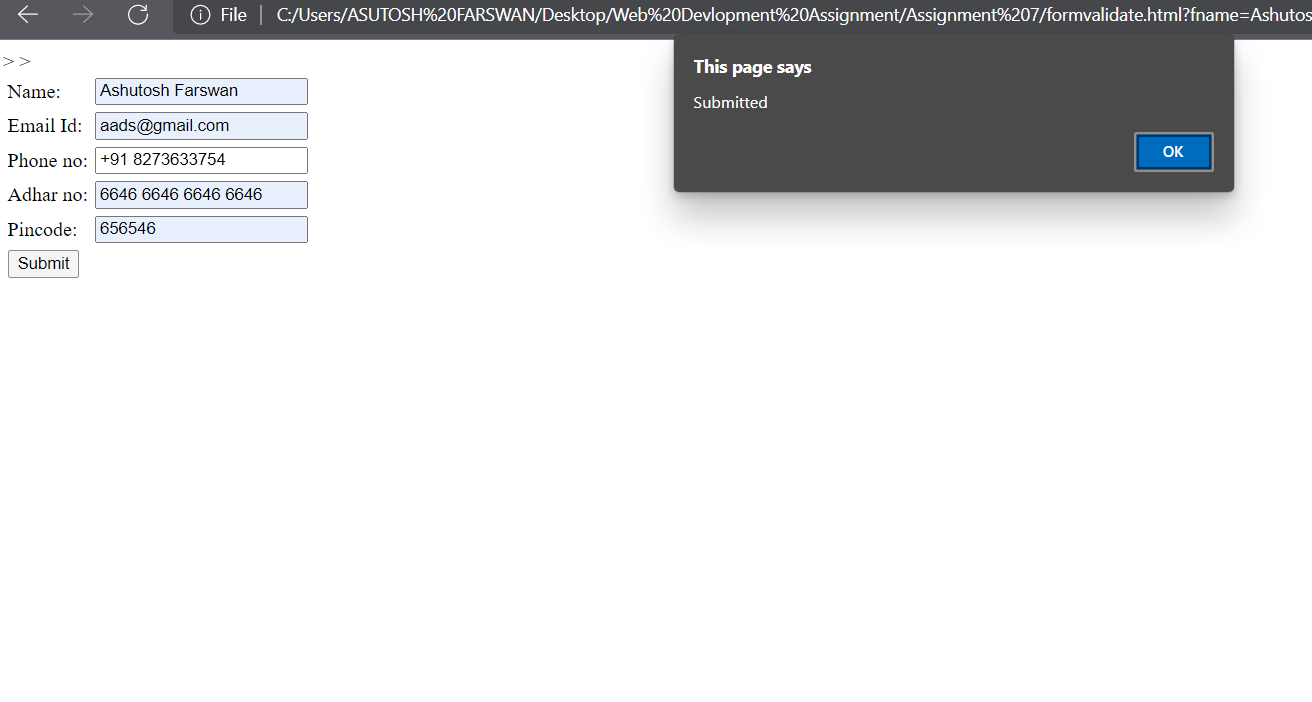 File | C:/Users/ASUTOSH%20FARSWAN/Desktop/Web%20Devlopment%20Assignment/Assignment%207/formvalidate.html?fname=Ashutos
This page says
Submitted
OK
> >
Name: Ashutosh Farswan
Email Id: aads@gmail.com
Phone no: +91 8273633754
Adhar no: 6646 6646 6646 6646
Pincode: 656546
Submit